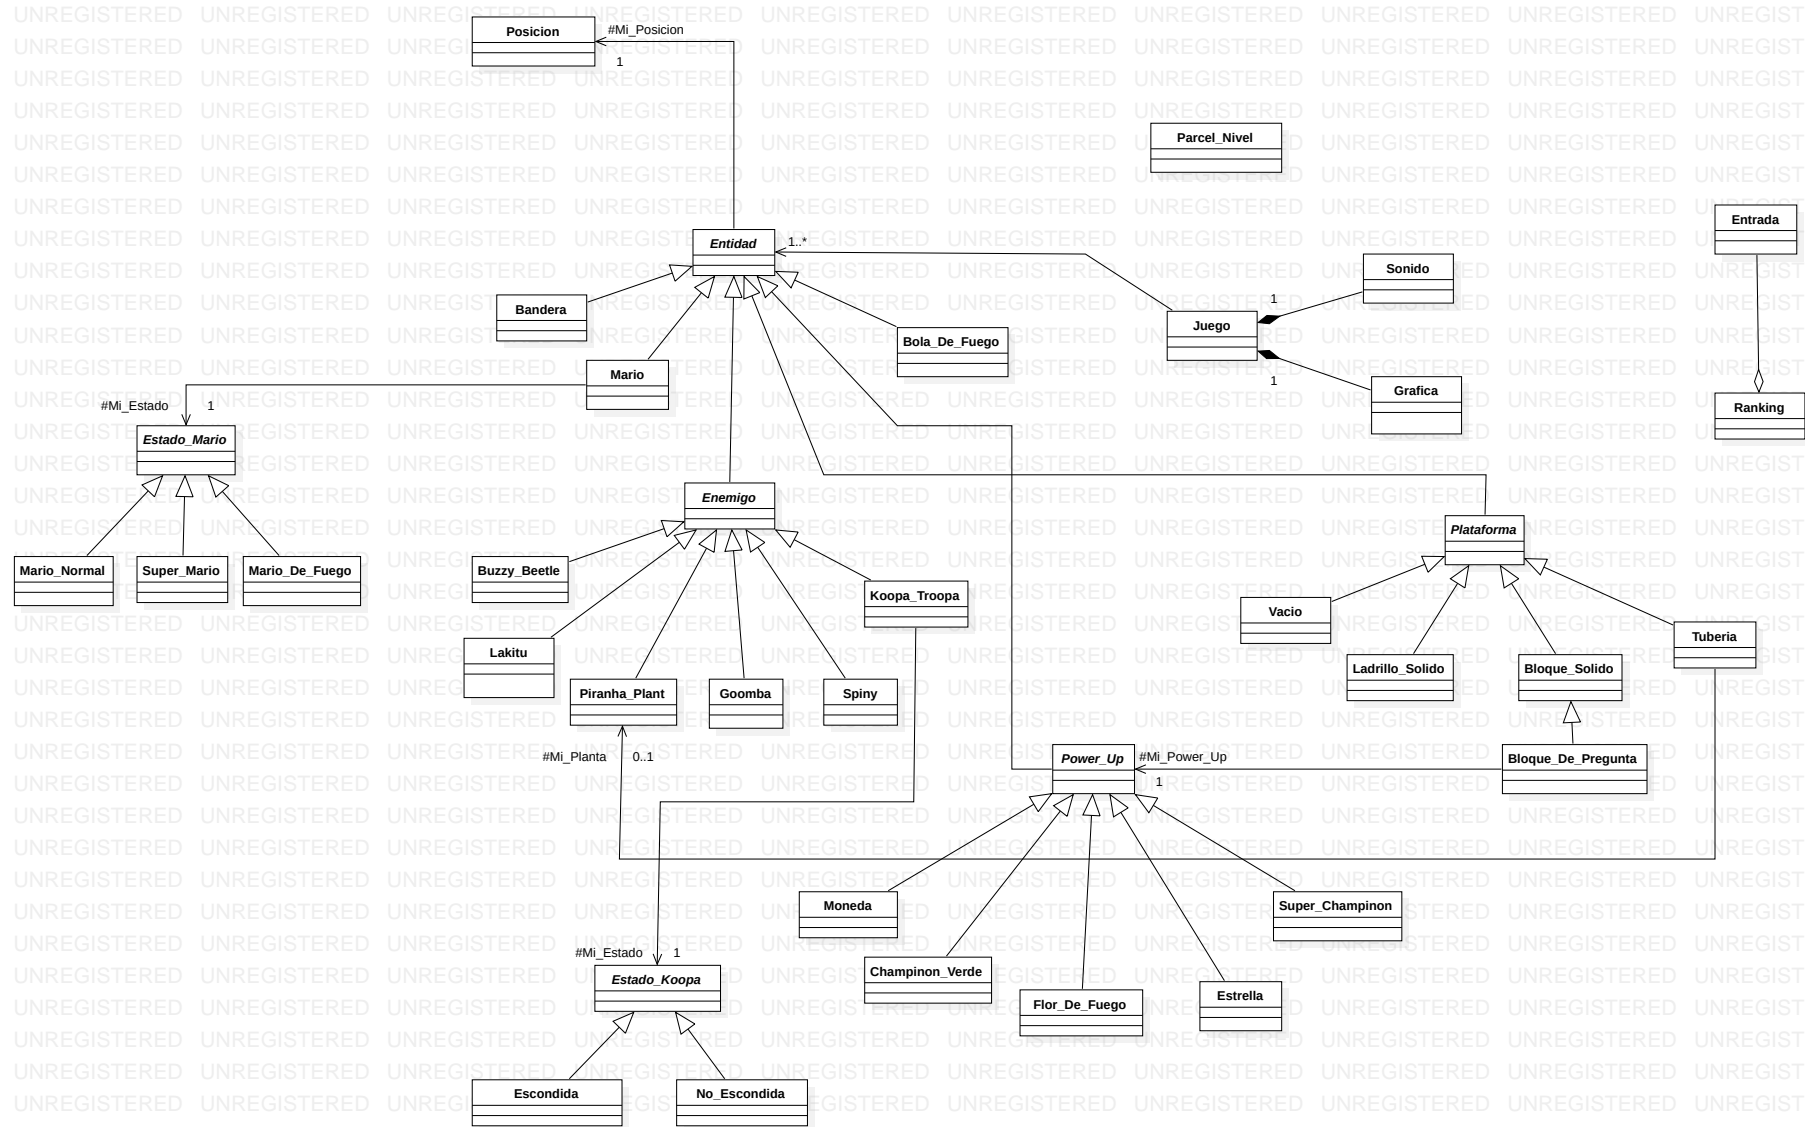 Posicion
#Mi_Posicion
1
Parcel_Nivel
Entrada
Entidad
1..*
Sonido
1
Bandera
Juego
Bola_De_Fuego
Mario
1
Grafica
Ranking
#Mi_Estado
1
Estado_Mario
Enemigo
Plataforma
Mario_Normal
Super_Mario
Mario_De_Fuego
Buzzy_Beetle
Koopa_Troopa
Vacio
Tuberia
Lakitu
Ladrillo_Solido
Bloque_Solido
Piranha_Plant
Goomba
Spiny
#Mi_Planta
0..1
Power_Up
#Mi_Power_Up
1
Bloque_De_Pregunta
Moneda
Super_Champinon
#Mi_Estado
1
Estado_Koopa
Champinon_Verde
Flor_De_Fuego
Estrella
Escondida
No_Escondida
UNREGISTERED